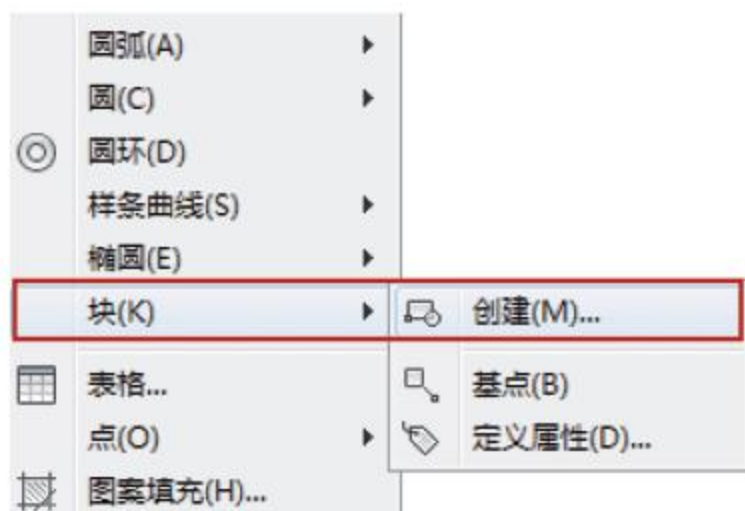 圆弧(A)
圆(C)
圆环(D)
样条曲线(S)
椭圆(E)
块(K)
创建(M)...
表格...
基点(B)
点(O)
定义属性(D)...
图案填充(H)...